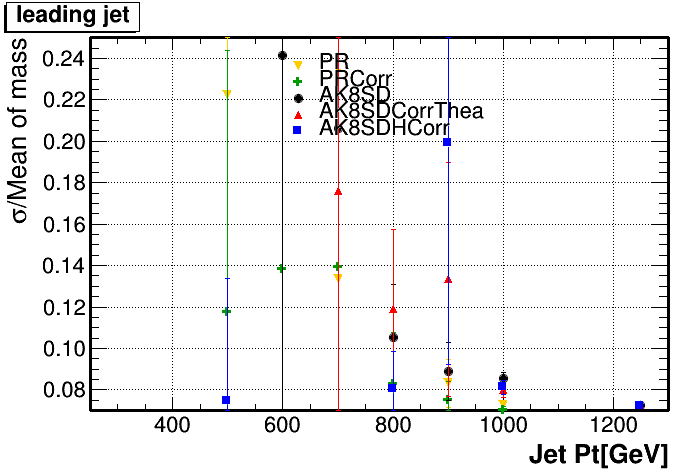 leading jet
σ/Mean of mass
0.24
0.22
0.20
0.18
0.16
0.14
0.12
0.10
0.08
PR
PRCorr
AK8SD
AK8SDCorrThea
AK8SDHCorr
400 600 800 1000 1200
Jet Pt[GeV]